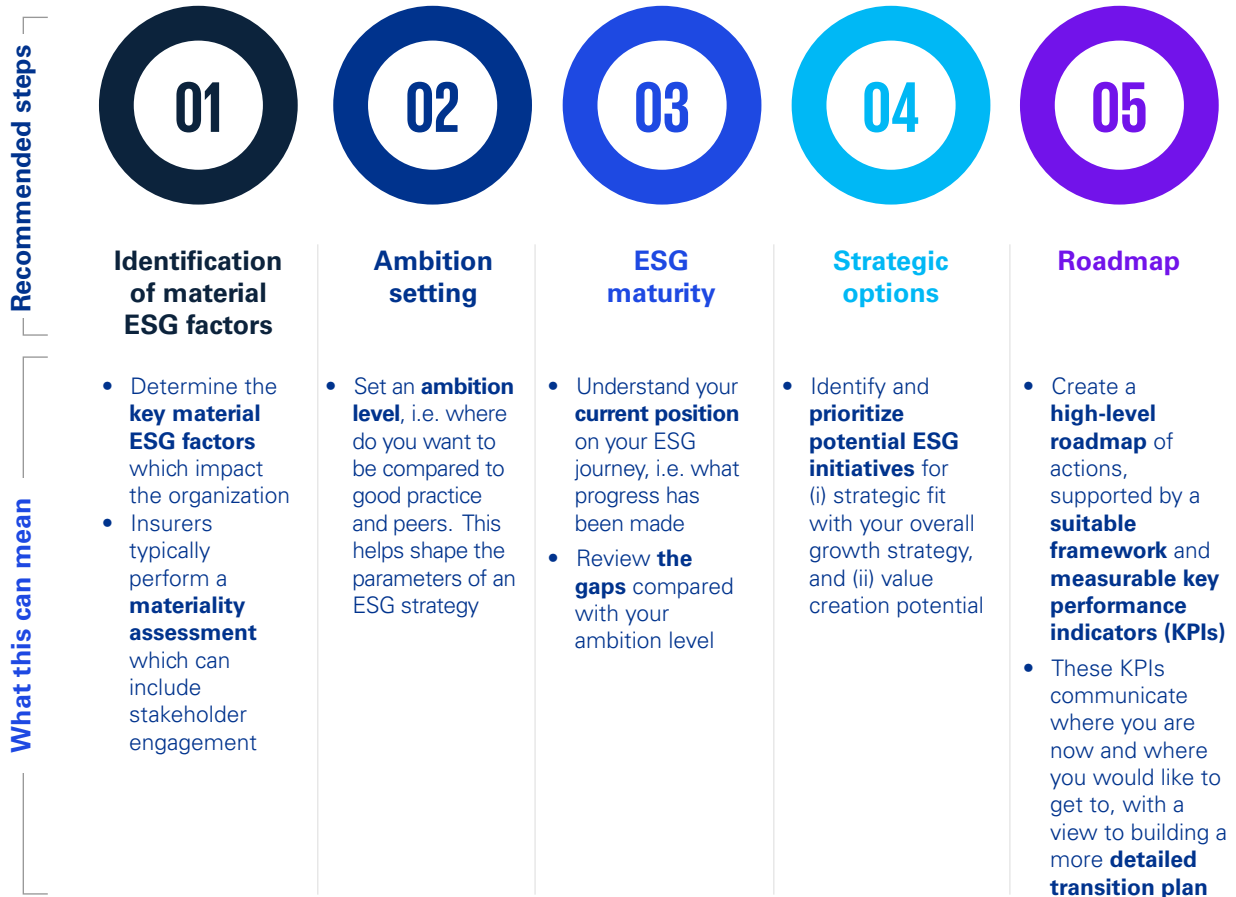 Recommended steps
01
02
03
04
05
Identification
of material
ESG factors
Ambition
setting
ESG
maturity
Strategic
options
Roadmap
What this can mean
• Determine the
key material
ESG factors
which impact
the organization
• Insurers
typically
perform a
materiality
assessment
which can
include
stakeholder
engagement
• Set an ambition
level, i.e. where
do you want to
be compared to
good practice
and peers. This
helps shape the
parameters of an
ESG strategy
• Understand your
current position
on your ESG
journey, i.e. what
progress has
been made
• Review the
gaps compared
with your
ambition level
• Identify and
prioritize
potential ESG
initiatives for
(i) strategic fit
with your overall
growth strategy,
and (ii) value
creation potential
• Create a
high-level
roadmap of
actions,
supported by a
suitable
framework and
measurable key
performance
indicators (KPIs)
• These KPIs
communicate
where you are
now and where
you would like to
get to, with a
view to building a
more detailed
transition plan